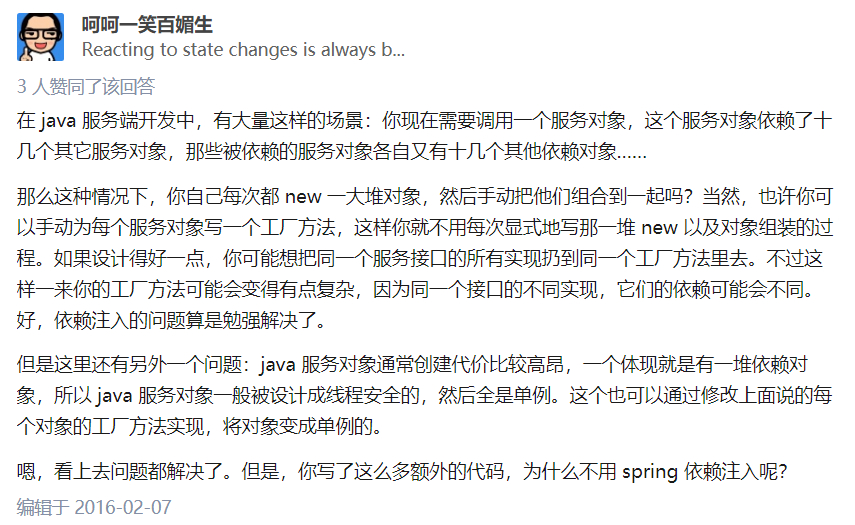 呵呵一笑百媚生
Reacting to state changes is always b...
3 人赞同了该回答
在 java 服务端开发中，有大量这样的场景：你现在需要调用一个服务对象，这个服务对象依赖了十
几个其它服务对象，那些被依赖的服务对象各自又有十几个其他依赖对象......
那么这种情况下，你自己每次都 new 一大堆对象，然后手动把他们组合到一起吗？当然，也许你可
以手动为每个服务对象写一个工厂方法，这样你就不用每次显式地写那一堆 new 以及对象组装的过
程。如果设计得好一点，你可能想把同一个服务接口的所有实现扔到同一个工厂方法里去。不过这
样一来你的工厂方法可能会变得有点复杂，因为同一个接口的不同实现，它们的依赖可能会不同。
好，依赖注入的问题算是勉强解决了。
但是这里还有另外一个问题：java 服务对象通常创建代价比较高昂，一个体现就是有一堆依赖对
象，所以 java 服务对象一般被设计成线程安全的，然后全是单例。这个也可以通过修改上面说的每
个对象的工厂方法实现，将对象变成单例的。
嗯，看上去问题都解决了。但是，你写了这么多额外的代码，为什么不用 spring 依赖注入呢？
编辑于 2016-02-07